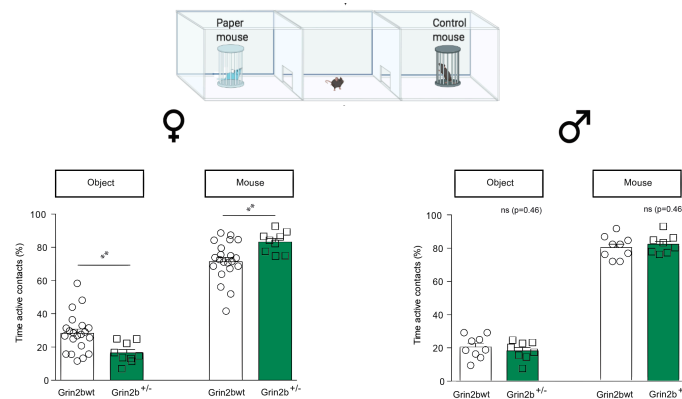 Paper
mouse
Control
mouse
♀
♂
Object
Mouse
Object
Mouse
**
**
ns (p=0.46)
ns (p=0.46
Time active contacts (%)
100
80
60
40
20
0
Time active contacts (%)
100
80
60
40
20
0
Grin2bwt
Grin2b+/-
Grin2bwt
Grin2b+/-
Grin2bwt
Grin2b+/-
Grin2bwt
Grin2b+